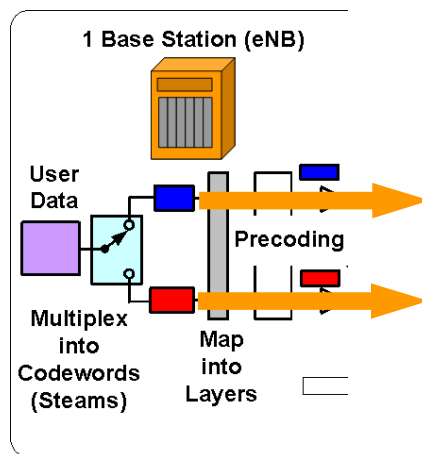 1 Base Station (eNB)
User
Data
Precoding
Multiplex
into
Codewords
(Steams)
Map
into
Layers